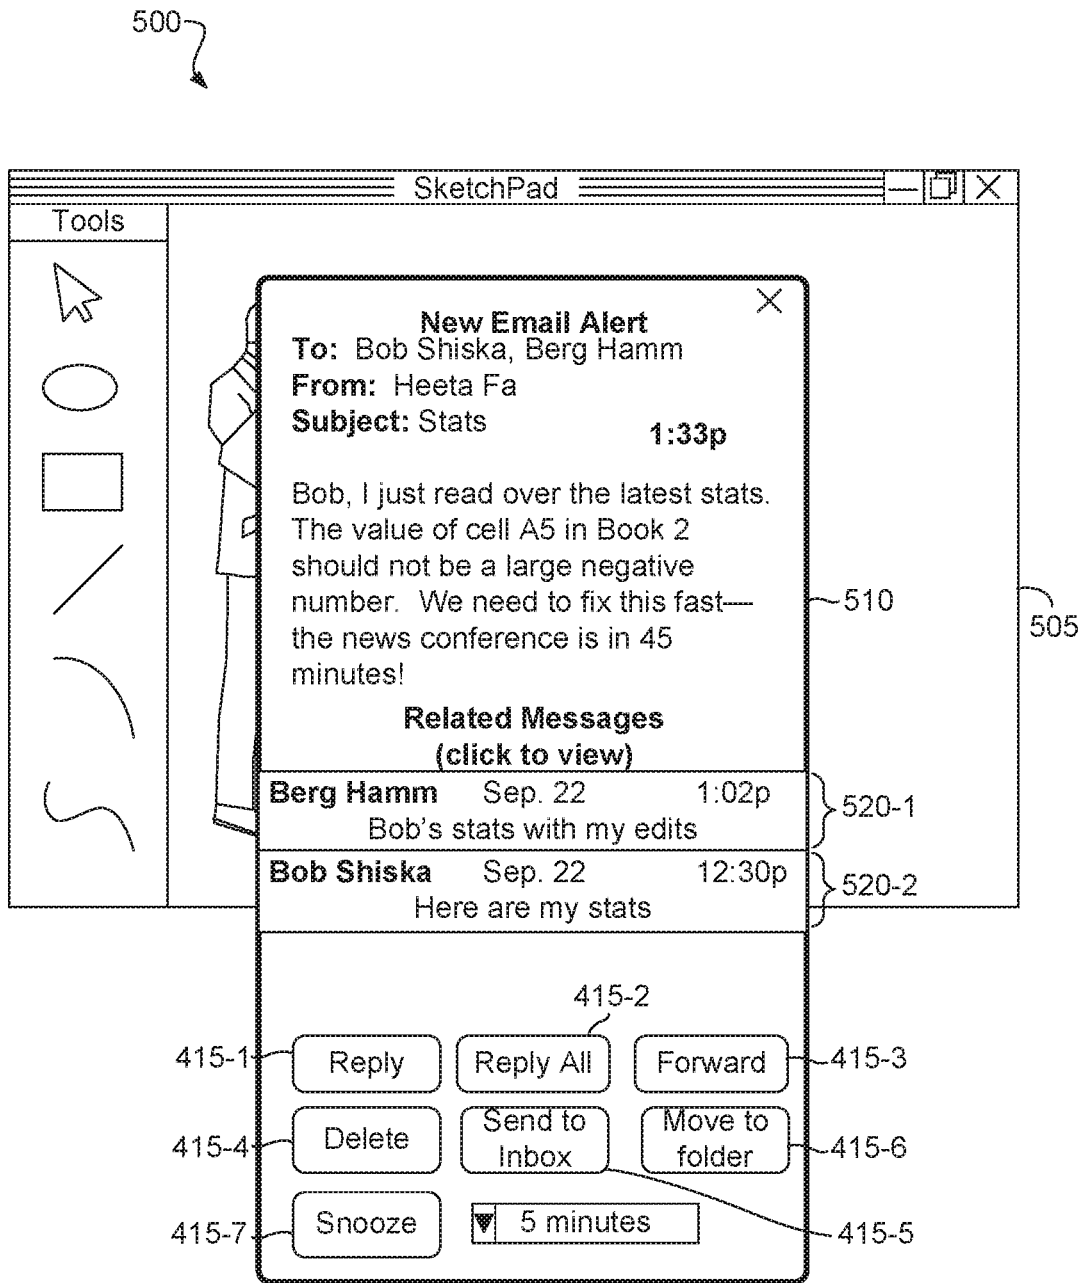 500
SketchPad
Tools
New Email Alert
To: Bob Shiska, Berg Hamm
From: Heeta Fa
Subject: Stats
1:33p
Bob, I just read over the latest stats.
The value of cell A5 in Book 2
should not be a large negative
number. We need to fix this fast—
the news conference is in 45
minutes!
510
505
Related Messages
(click to view)
Berg Hamm Sep. 22 1:02p
Bob's stats with my edits
520-1
Bob Shiska Sep. 22 12:30p
Here are my stats
520-2
415-2
415-1 Reply Reply All Forward 415-3
415-4 Delete Send to Inbox Move to folder 415-6
415-7 Snooze 5 minutes 415-5